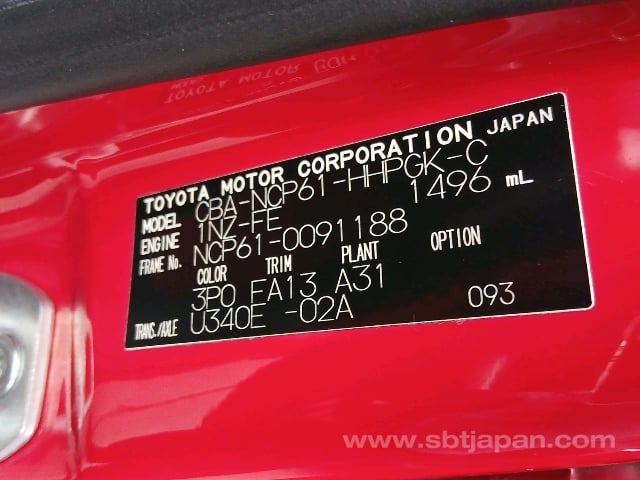 TOYOTA MOTOR CORPORATION JAPAN
MODEL CBA-NCP61-HHPGK-C
ENGINE 1NZ-FE 1496 mL
FRAME No. NCP61-0091188
COLOR TRIM PLANT OPTION
3P0 FA13 A31
TRANS./AXLE U340E -02A 093
www.sbtjapan.com